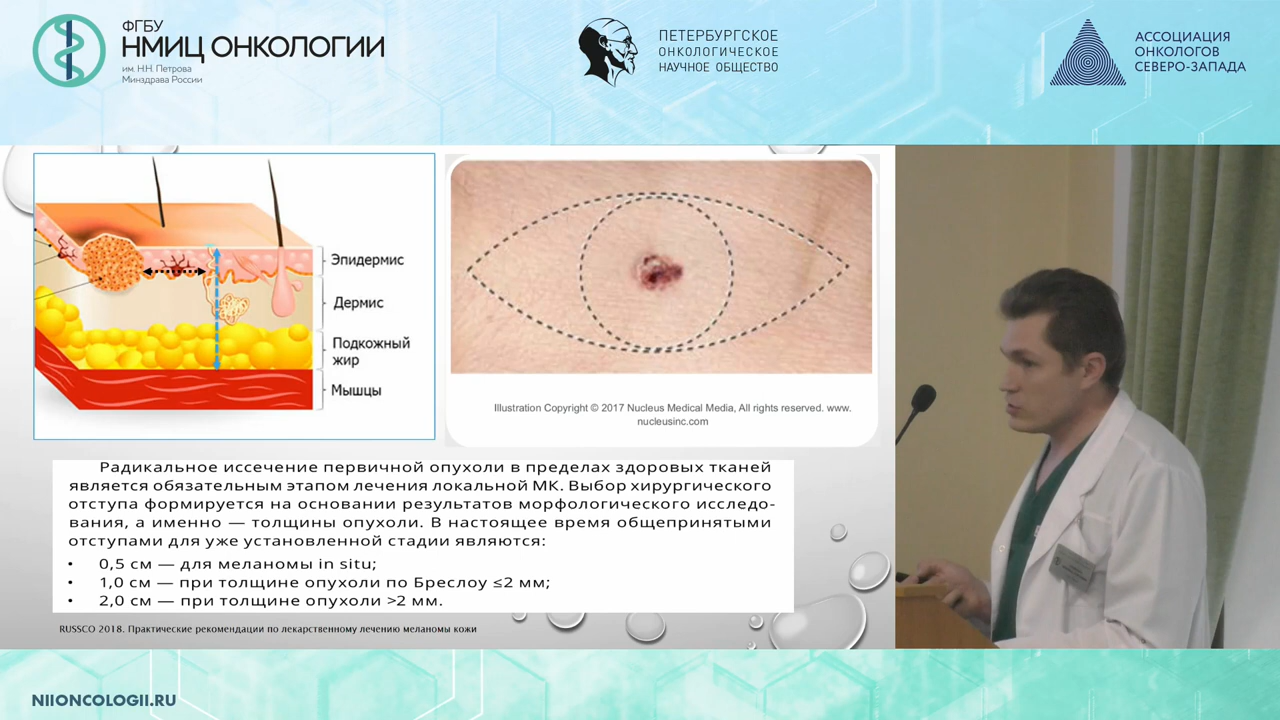 ФГБУ
НМИЦ ОНКОЛОГИИ
им. Н.Н. Петрова
Минздрава России
ПЕТЕРБУРГСКОЕ
ОНКОЛОГИЧЕСКОЕ
НАУЧНОЕ ОБЩЕСТВО
АССОЦИАЦИЯ
ОНКОЛОГОВ
СЕВЕРО-ЗАПАДА
Эпидермис
Дермис
Подкожный
жир
Мышцы
Illustration Copyright © 2017 Nucleus Medical Media, All rights reserved. www.
nucleusinc.com
Радикальное иссечение первичной опухоли в пределах здоровых тканей
является обязательным этапом лечения локальной МК. Выбор хирургического
отступа формируется на основании результатов морфологического исследо-
вания, а именно — толщины опухоли. В настоящее время общепринятыми
отступами для уже установленной стадии являются:
• 0,5 см — для меланомы in situ;
• 1,0 см — при толщине опухоли по Бреслоу ≤2 мм;
• 2,0 см — при толщине опухоли >2 мм.
RUSSCO 2018. Практические рекомендации по лекарственному лечению меланомы кожи
NIIONCOLOGII.RU